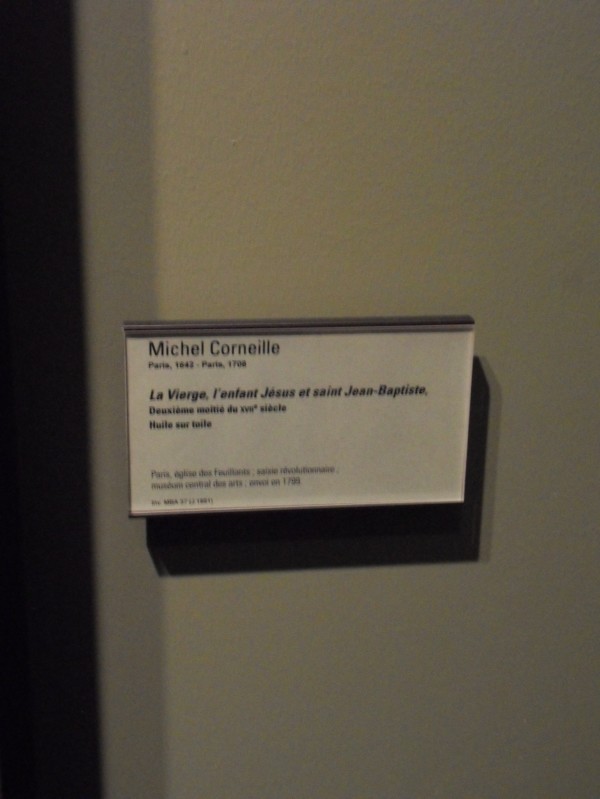 Michel Corneille
Paris, 1642 - Paris, 1708
La Vierge, l'enfant Jésus et saint Jean-Baptiste,
Deuxième moitié du XVIIe siècle
Huile sur toile
Paris, église des Feuillants ; saisie révolutionnaire ;
muséum central des arts ; envoi en 1799.